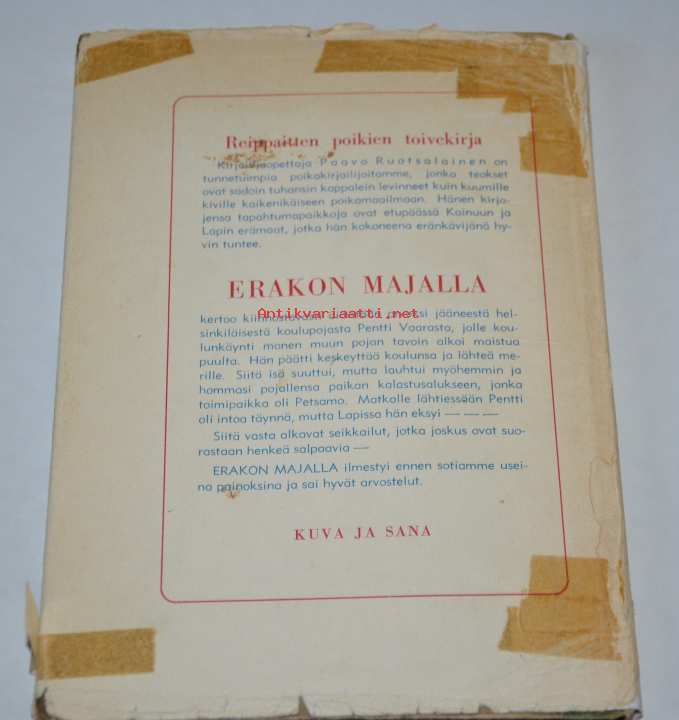 Reippaitten poikien toivekirja
Kirjailijaopettaja Paavo Ruotsalainen on
tunnetuimpia poikakirjailijoitamme, jonka teokset
ovat sadoin tuhansin kappalein levinneet kuin kuumille
kiville kaikenikäiseen poikamaailmaan. Hänen kirja-
jensa tapahtumapaikkoja ovat etupäässä Kainuun ja
Lapin erämaat, jotka hän kokeneena eränkävijänä hy-
vin tuntee.
ERAKON MAJALLA
Antikvariaatti.net
kertoo jääneestä hel-
sinkiläisestä koulupojasta Pentti Vaarasta, jolle kou-
lunkäynti monen muun pojan tavoin alkoi maistua
puulta. Hän päätti keskeyttää koulunsa ja lähteä me-
rille. Siitä isä suuttui, mutta lauhtui myöhemmin ja
hommasi pojallensa paikan kalastusalukseen, jonka
toimipaikka oli Petsamo. Matkalle lähtiessään Pentti
oli intoa täynnä, mutta Lapissa hän eksyi — — —
Siitä vasta alkavat seikkailut, jotka joskus ovat suo-
rastaan henkeä salpaavia —
ERAKON MAJALLA ilmestyi ennen sotiamme usei-
na painoksina ja sai hyvät arvostelut.
KUVA JA SANA